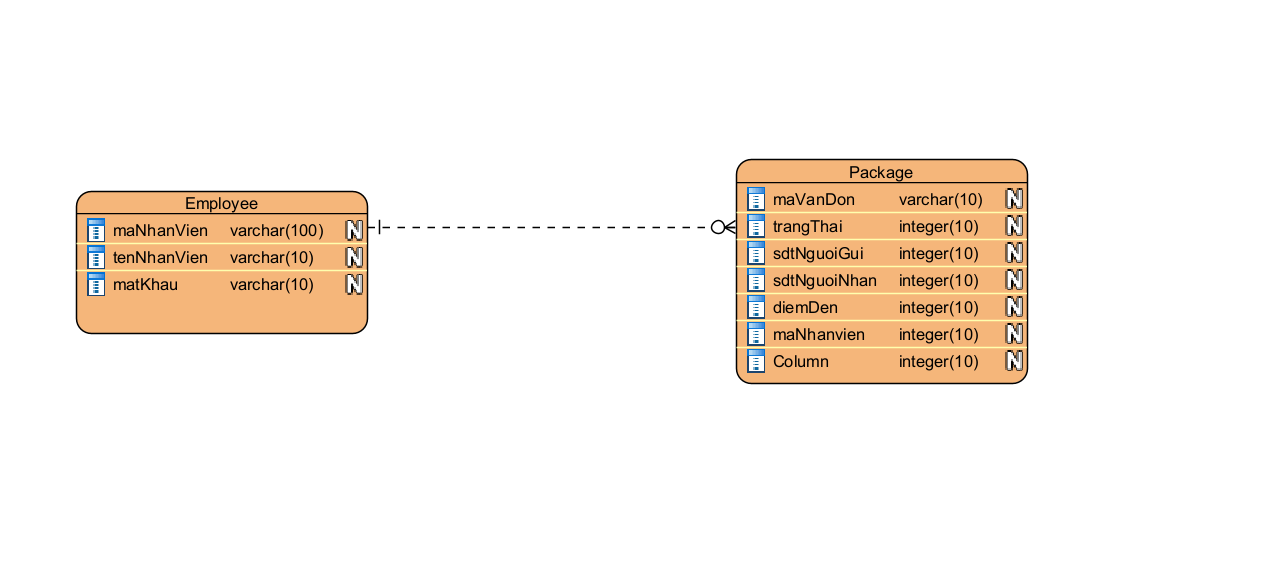 Employee
maNhanVien varchar(100) N
tenNhanVien varchar(10) N
matKhau varchar(10) N
Package
maVanDon varchar(10) N
trangThai integer(10) N
sdtNguoiGui integer(10) N
sdtNguoiNhan integer(10) N
diemDen integer(10) N
maNhanvien integer(10) N
Column integer(10) N